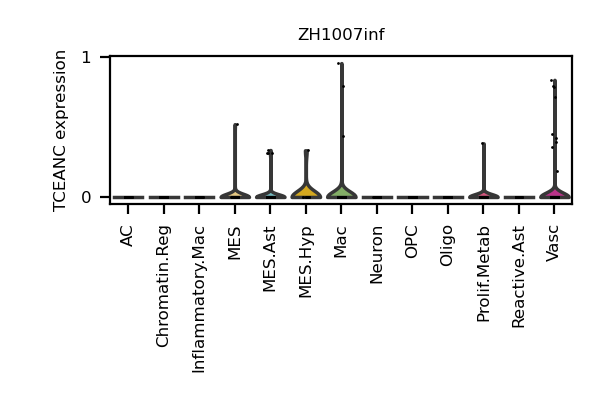 ZH1007inf
TCEANC expression
1
0
AC
Chromatin.Reg
Inflammatory.Mac
MES
MES.Ast
MES.Hyp
Mac
Neuron
OPC
Oligo
Prolif.Metab
Reactive.Ast
Vasc